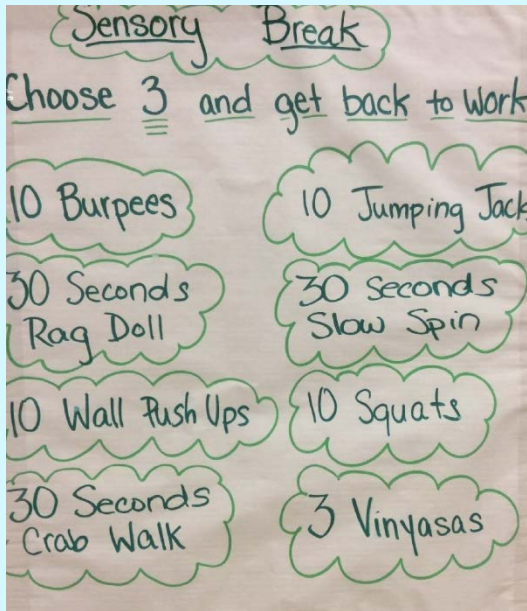 Sensory Break
Choose 3 and get back to work
10 Burpees
10 Jumping Jack
30 Seconds
Rag Doll
30 seconds
Slow Spin
10 Wall Push Ups
10 Squats
30 Seconds
Crab Walk
3 Vinyasas